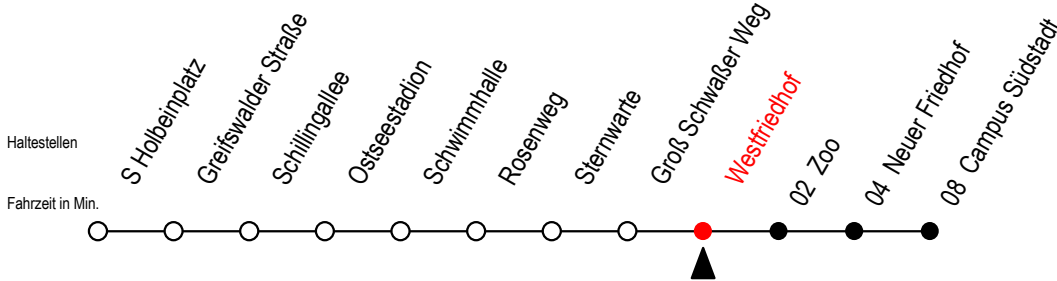 Haltestellen
Fahrzeit in Min.
S Holbeinplatz
Greifswalder Straße
Schillingallee
Ostseestadion
Schwimmhalle
Rosenweg
Sternwarte
Groß Schwaßer Weg
Westfriedhof
02 Zoo
04 Neuer Friedhof
08 Campus Südstadt